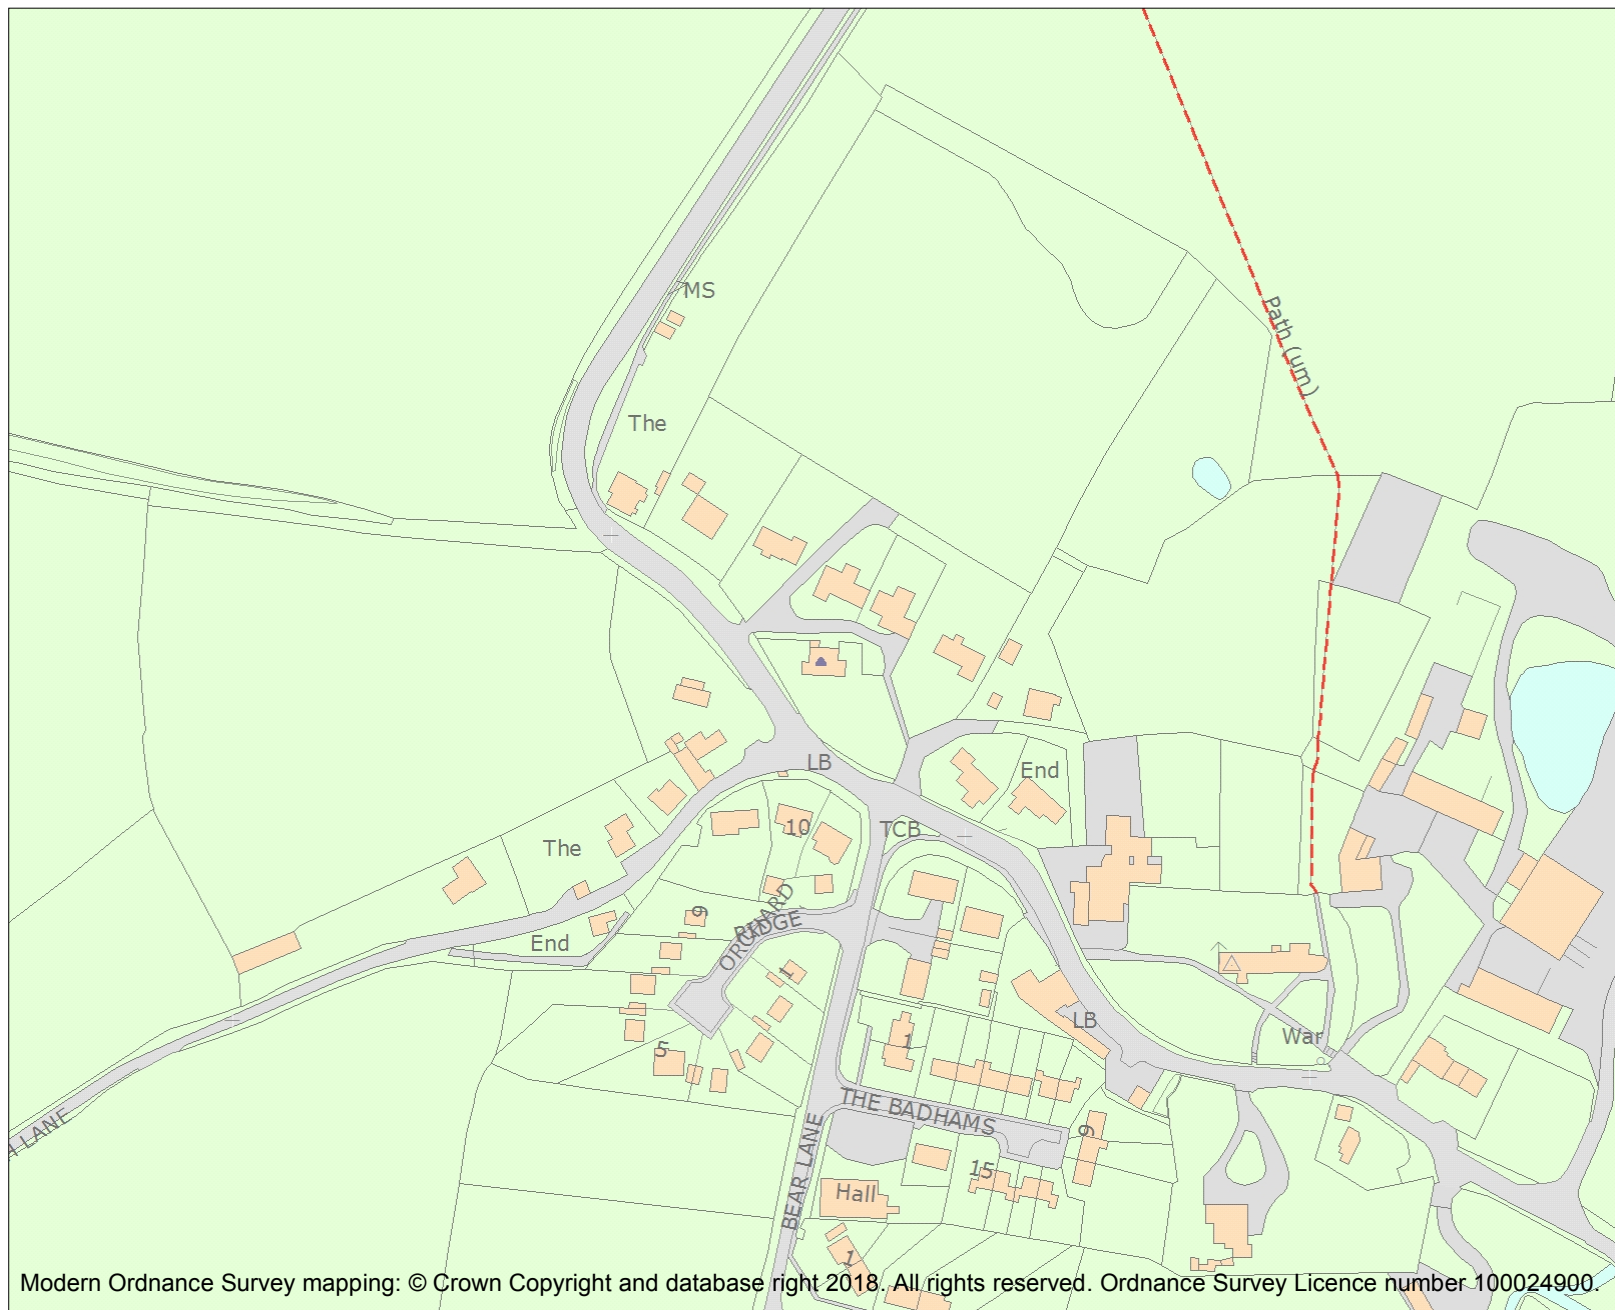 MS
Path (um)
The
LB
End
TCB
10
The
ORCHARD
RIDGE
9
End
1
LB
War
1
5
THE BADHAMS
9
LANE
BEAR LANE
15
Hall
1
Modern Ordnance Survey mapping: © Crown Copyright and database right 2018. All rights reserved. Ordnance Survey Licence number 100024900.